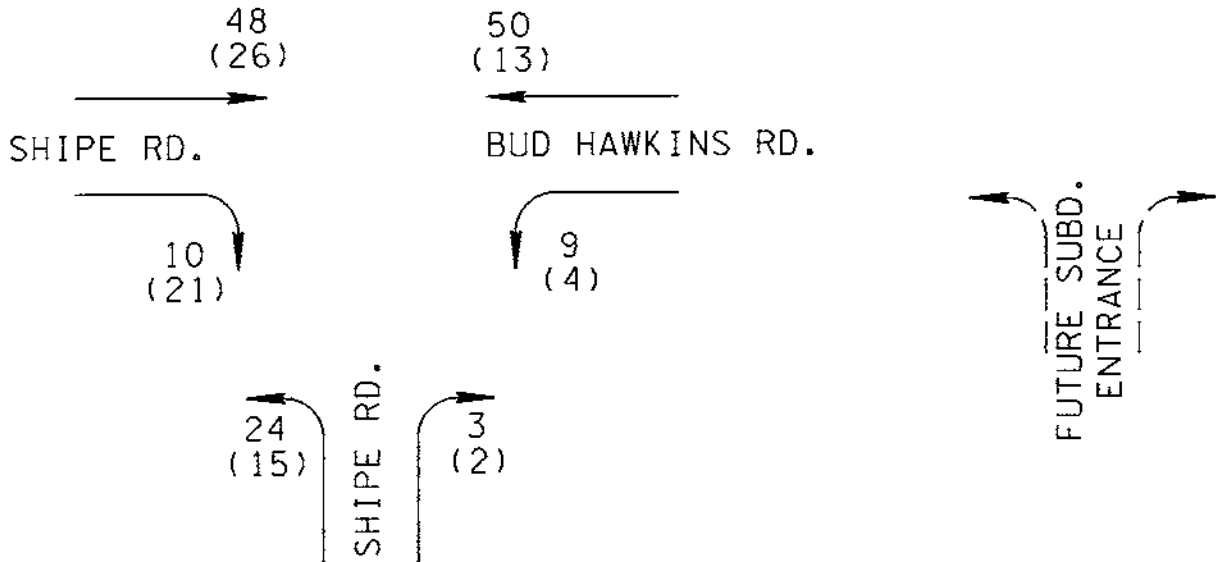 48
(26)
50
(13)
SHIPE RD.
BUD HAWKINS RD.
10
(21)
9
(4)
FUTURE SUBD.
ENTRANCE
24
(15)
SHIPE RD.
3
(2)